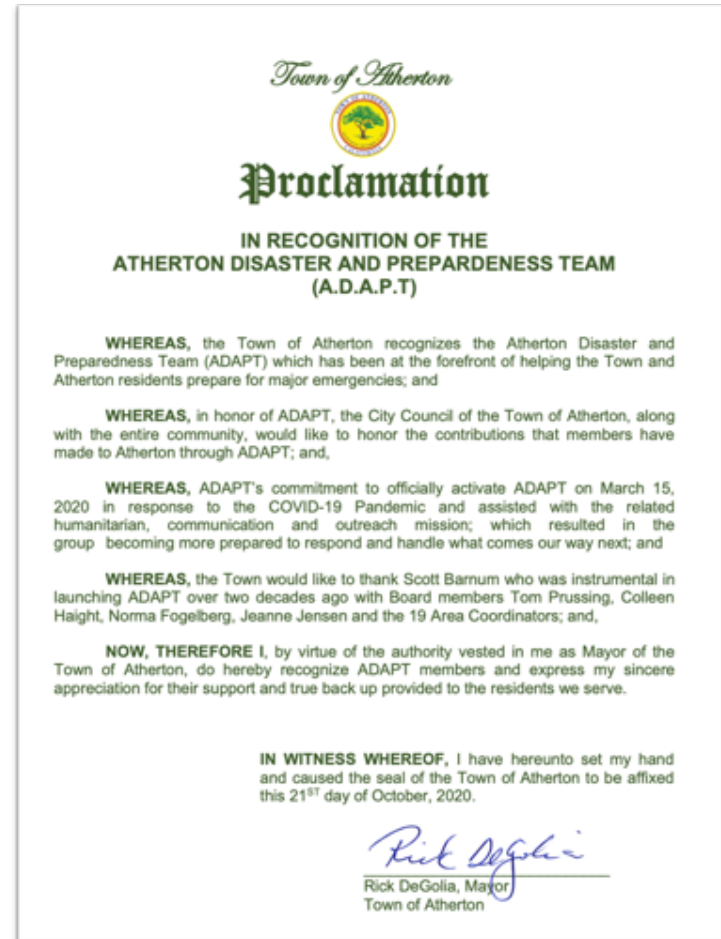 Town of Atherton
TOWN OF ATHERTON
CALIFORNIA
Proclamation
IN RECOGNITION OF THE
ATHERTON DISASTER AND PREPARDENESS TEAM
(A.D.A.P.T)
WHEREAS, the Town of Atherton recognizes the Atherton Disaster and
Preparedness Team (ADAPT) which has been at the forefront of helping the Town and
Atherton residents prepare for major emergencies; and
WHEREAS, in honor of ADAPT, the City Council of the Town of Atherton, along
with the entire community, would like to honor the contributions that members have
made to Atherton through ADAPT; and,
WHEREAS, ADAPT's commitment to officially activate ADAPT on March 15,
2020 in response to the COVID-19 Pandemic and assisted with the related
humanitarian, communication and outreach mission; which resulted in the
group becoming more prepared to respond and handle what comes our way next; and
WHEREAS, the Town would like to thank Scott Barnum who was instrumental in
launching ADAPT over two decades ago with Board members Tom Prussing, Colleen
Haight, Norma Fogelberg, Jeanne Jensen and the 19 Area Coordinators; and,
NOW, THEREFORE I, by virtue of the authority vested in me as Mayor of the
Town of Atherton, do hereby recognize ADAPT members and express my sincere
appreciation for their support and true back up provided to the residents we serve.
IN WITNESS WHEREOF, I have hereunto set my hand
and caused the seal of the Town of Atherton to be affixed
this 21ST day of October, 2020.
Rick DeGolia
Rick DeGolia, Mayor
Town of Atherton